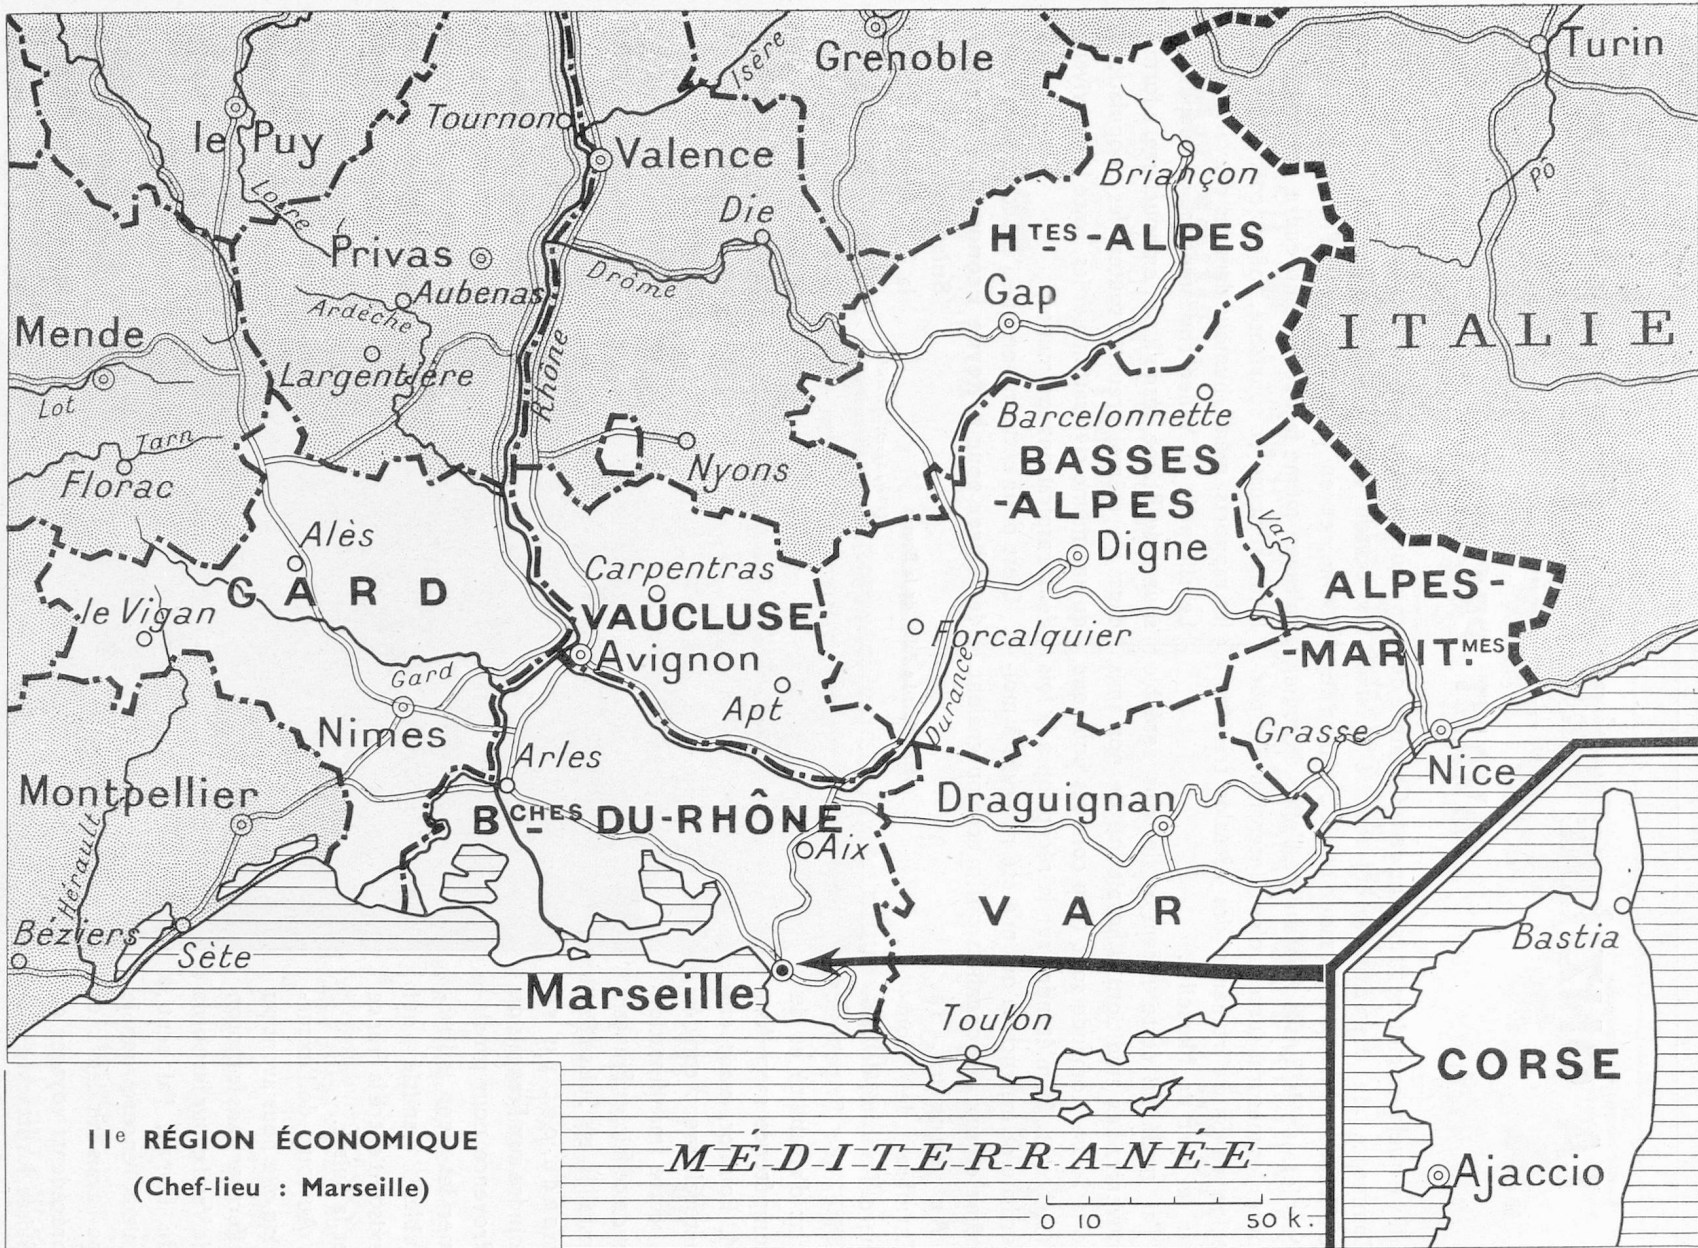 Grenoble
Turin
Isère
Tournon
le Puy
Valence
Briançon
Pô
Loire
Die
Privas
HTES-ALPES
Drôme
Aubenas
Ardèche
Gap
Mende
ITALIE
Rhône
Largentière
Lot
Barcelonnette
Tarn
BASSES
Nyons
Florac
-ALPES
Var
Alès
Digne
Carpentras
GARD
ALPES-
le Vigan
VAUCLUSE
Forcalquier
-MARITMES
Avignon
Gard
Durance
Apt
Nimes
Grasse
Arles
Nice
Montpellier
Draguignan
BCHES DU-RHÔNE
Aix
Hérault
VAR
Béziers
Bastia
Sète
Marseille
Toulon
CORSE
11e RÉGION ÉCONOMIQUE
(Chef-lieu : Marseille)
MÉDITERRANÉE
Ajaccio
0 10 50 k.